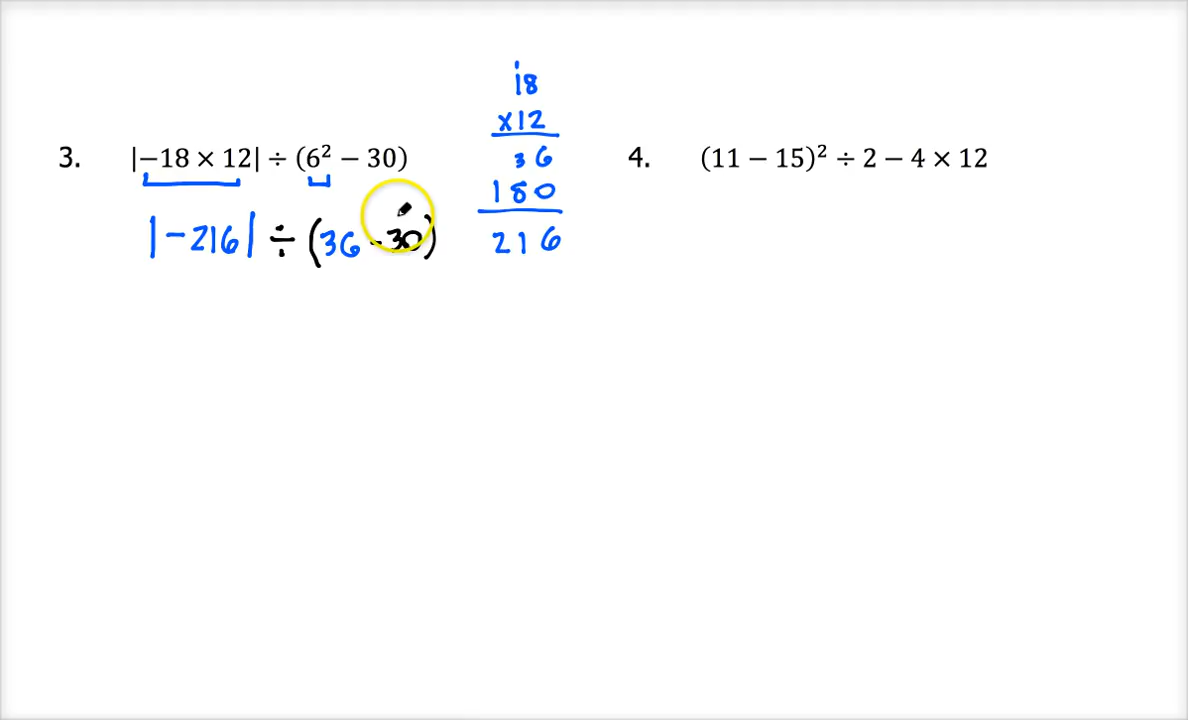 3. |−18 × 12| ÷ (6² − 30)
|-216| ÷ (36 - 30)
1
18
x12
36
180
216
4. (11 − 15)² ÷ 2 − 4 × 12